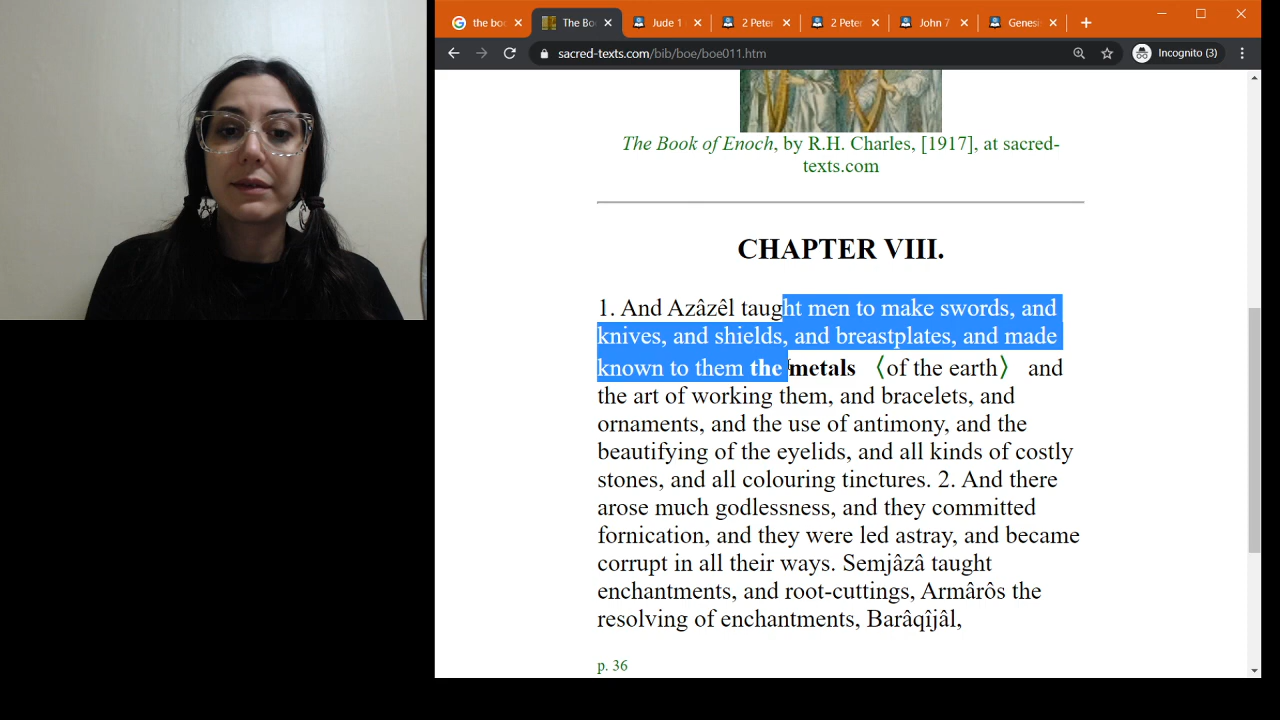 the boo
The Bo
Jude 1
2 Peter
2 Peter
John 7
Genesi
sacred-texts.com/bib/boe/boe011.htm
Incognito (3)
The Book of Enoch, by R.H. Charles, [1917], at sacred-
texts.com
CHAPTER VIII.
1. And Azâzêl taught men to make swords, and
knives, and shields, and breastplates, and made
known to them the metals 〈of the earth〉 and
the art of working them, and bracelets, and
ornaments, and the use of antimony, and the
beautifying of the eyelids, and all kinds of costly
stones, and all colouring tinctures. 2. And there
arose much godlessness, and they committed
fornication, and they were led astray, and became
corrupt in all their ways. Semjâzâ taught
enchantments, and root-cuttings, Armârôs the
resolving of enchantments, Barâqîjâl,
p. 36